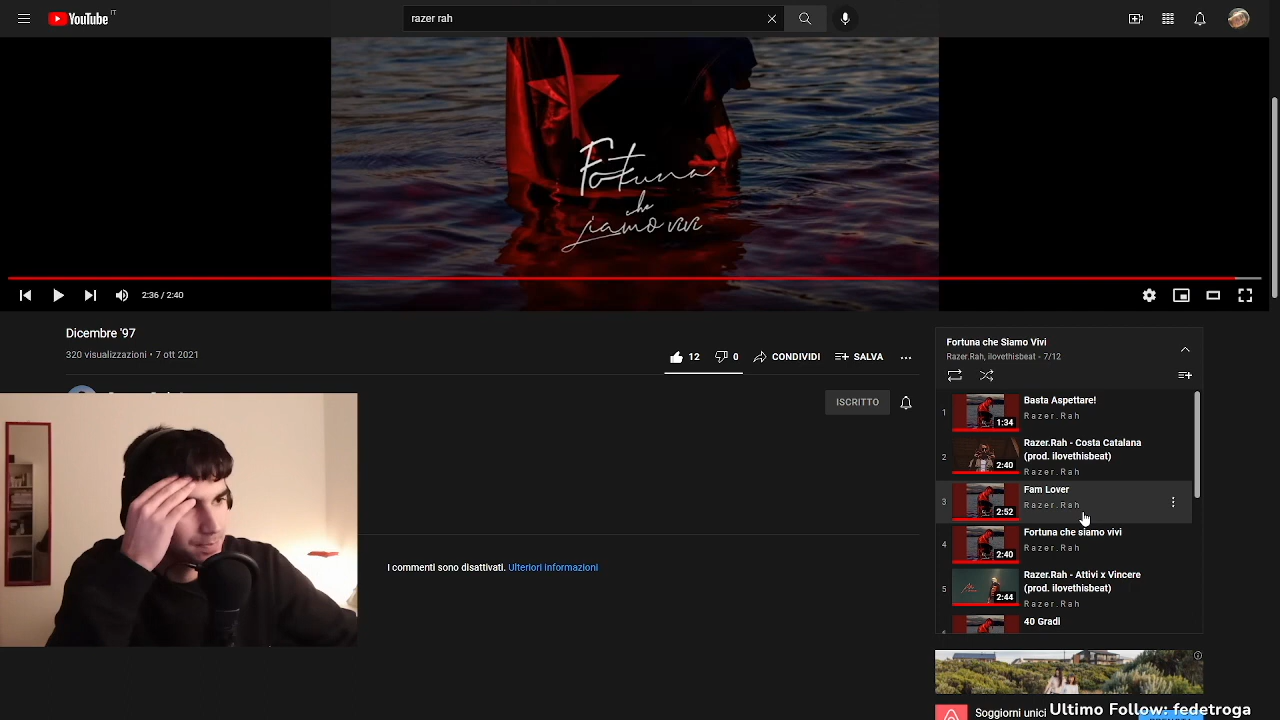 YouTube IT
razer rah
Fortuna
che
siamo vivi
2:36 / 2:40
Dicembre '97
320 visualizzazioni • 7 ott 2021
12
0
CONDIVIDI
SALVA
ISCRITTO
I commenti sono disattivati. Ulteriori informazioni
Fortuna che Siamo Vivi
Razer.Rah, ilovethisbeat - 7/12
1
1:34
Basta Aspettare!
Razer.Rah
2
2:40
Razer.Rah - Costa Catalana
(prod. ilovethisbeat)
Razer.Rah
3
2:52
Fam Lover
Razer.Rah
4
2:40
Fortuna che siamo vivi
Razer.Rah
5
2:44
Razer.Rah - Attivi x Vincere
(prod. ilovethisbeat)
Razer.Rah
40 Gradi
Soggiorni unici
Ultimo Follow: fedetroga